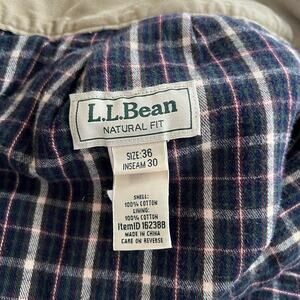 L.L.Bean
NATURAL FIT
SIZE:36
INSEAM 30
SHELL:
100% COTTON
LINING:
100% COTTON
ItemID 162388
MADE IN CHINA
CARE ON REVERSE